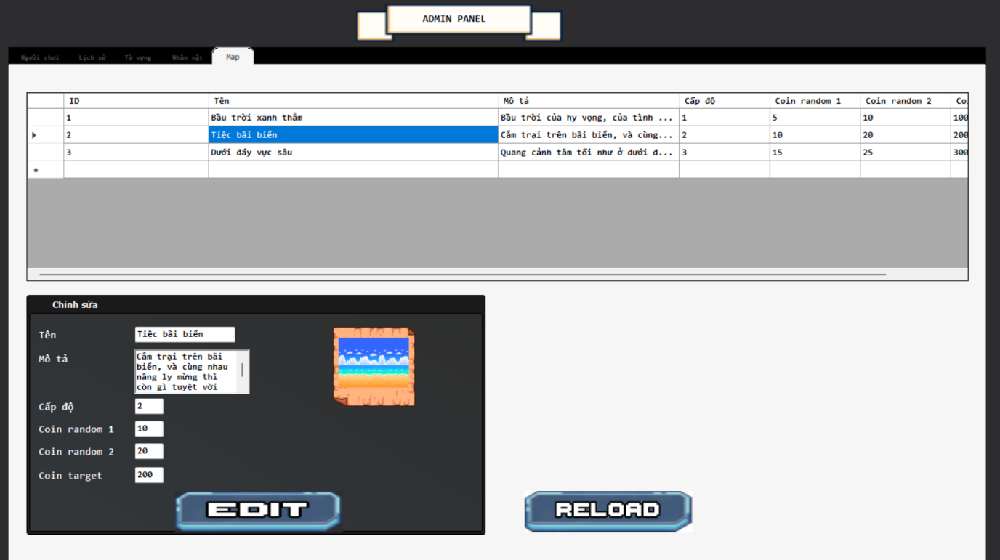 ADMIN PANEL
Người chơi Lịch sử Từ vựng Nhân vật Map
ID Tên Mô tả Cấp độ Coin random 1 Coin random 2 Co
1 Bầu trời xanh thẳm Bầu trời của hy vọng, của tình ... 1 5 10 100
2 Tiệc bãi biển Cắm trại trên bãi biển, và cùng... 2 10 20 200
3 Dưới đáy vực sâu Quang cảnh tăm tối như ở dưới đ... 3 15 25 300
Chỉnh sửa
Tên Tiệc bãi biển
Mô tả Cắm trại trên bãi
biển, và cùng nhau
nâng ly mừng thì
còn gì tuyệt vời
Cấp độ 2
Coin random 1 10
Coin random 2 20
Coin target 200
EDIT RELOAD